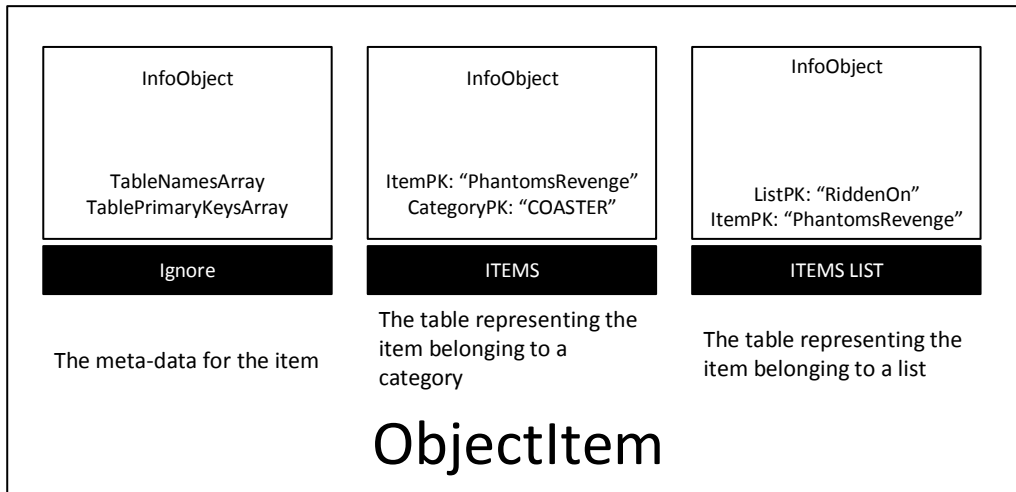 InfoObject
TableNamesArray
TablePrimaryKeysArray
Ignore
The meta-data for the item
InfoObject
ItemPK: “PhantomsRevenge”
CategoryPK: “COASTER”
ITEMS
The table representing the
item belonging to a
category
InfoObject
ListPK: “RiddenOn”
ItemPK: “PhantomsRevenge”
ITEMS LIST
The table representing the
item belonging to a list
ObjectItem